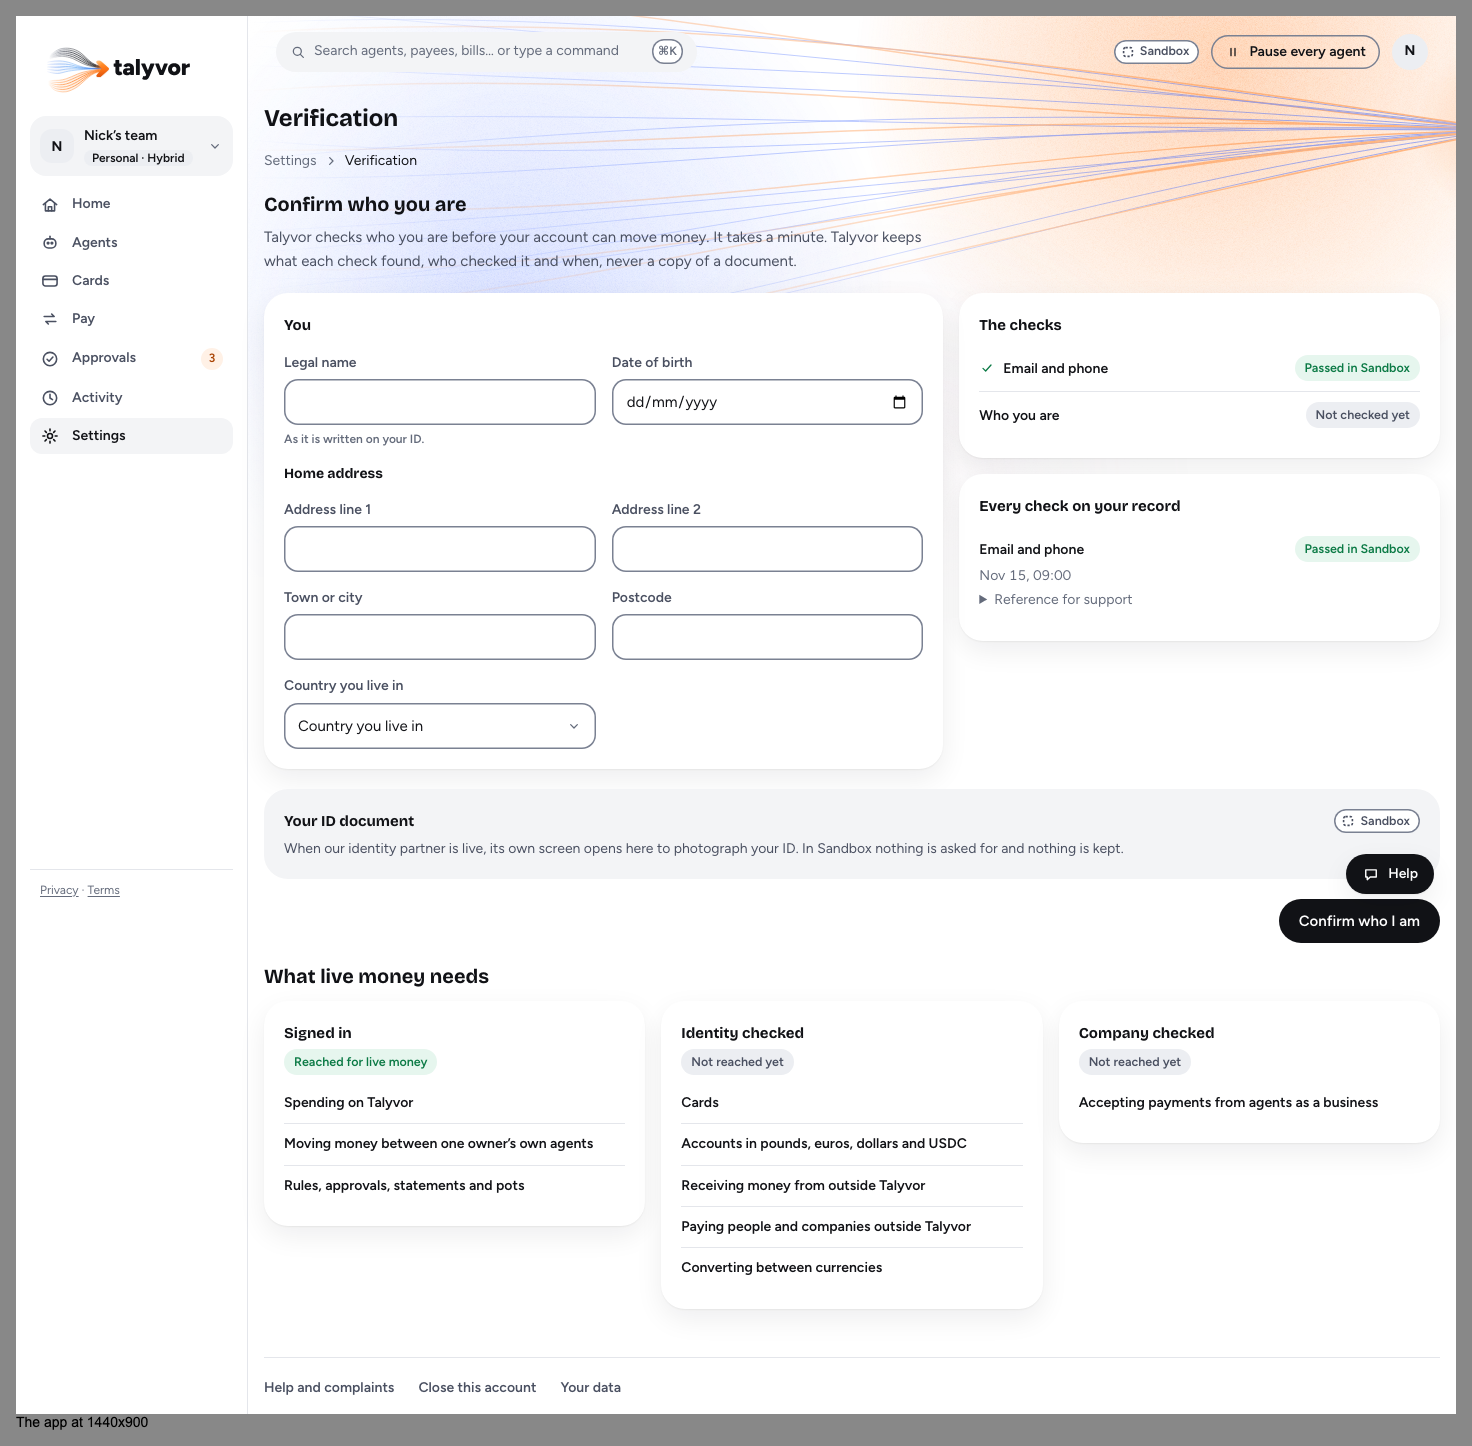 talyvor
Search agents, payees, bills... or type a command
⌘K
Sandbox
Pause every agent
N
N
Nick's team
Personal · Hybrid
Home
Agents
Cards
Pay
Approvals
3
Activity
Settings
Privacy · Terms
Verification
Settings > Verification
Confirm who you are
Talyvor checks who you are before your account can move money. It takes a minute. Talyvor keeps
what each check found, who checked it and when, never a copy of a document.
You
Legal name
Date of birth
dd/mm/yyyy
As it is written on your ID.
Home address
Address line 1
Address line 2
Town or city
Postcode
Country you live in
Country you live in
The checks
Email and phone
Passed in Sandbox
Who you are
Not checked yet
Every check on your record
Email and phone
Passed in Sandbox
Nov 15, 09:00
Reference for support
Your ID document
Sandbox
When our identity partner is live, its own screen opens here to photograph your ID. In Sandbox nothing is asked for and nothing is kept.
Help
Confirm who I am
What live money needs
Signed in
Reached for live money
Spending on Talyvor
Moving money between one owner's own agents
Rules, approvals, statements and pots
Identity checked
Not reached yet
Cards
Accounts in pounds, euros, dollars and USDC
Receiving money from outside Talyvor
Paying people and companies outside Talyvor
Converting between currencies
Company checked
Not reached yet
Accepting payments from agents as a business
Help and complaints
Close this account
Your data
The app at 1440x900